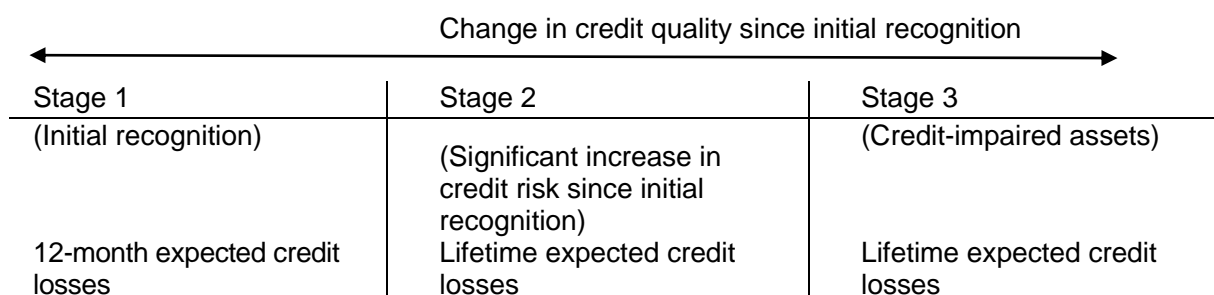 Change in credit quality since initial recognition
Stage 1
Stage 2
Stage 3
(Initial recognition)
(Significant increase in
credit risk since initial
recognition)
(Credit-impaired assets)
12-month expected credit
losses
Lifetime expected credit
losses
Lifetime expected credit
losses